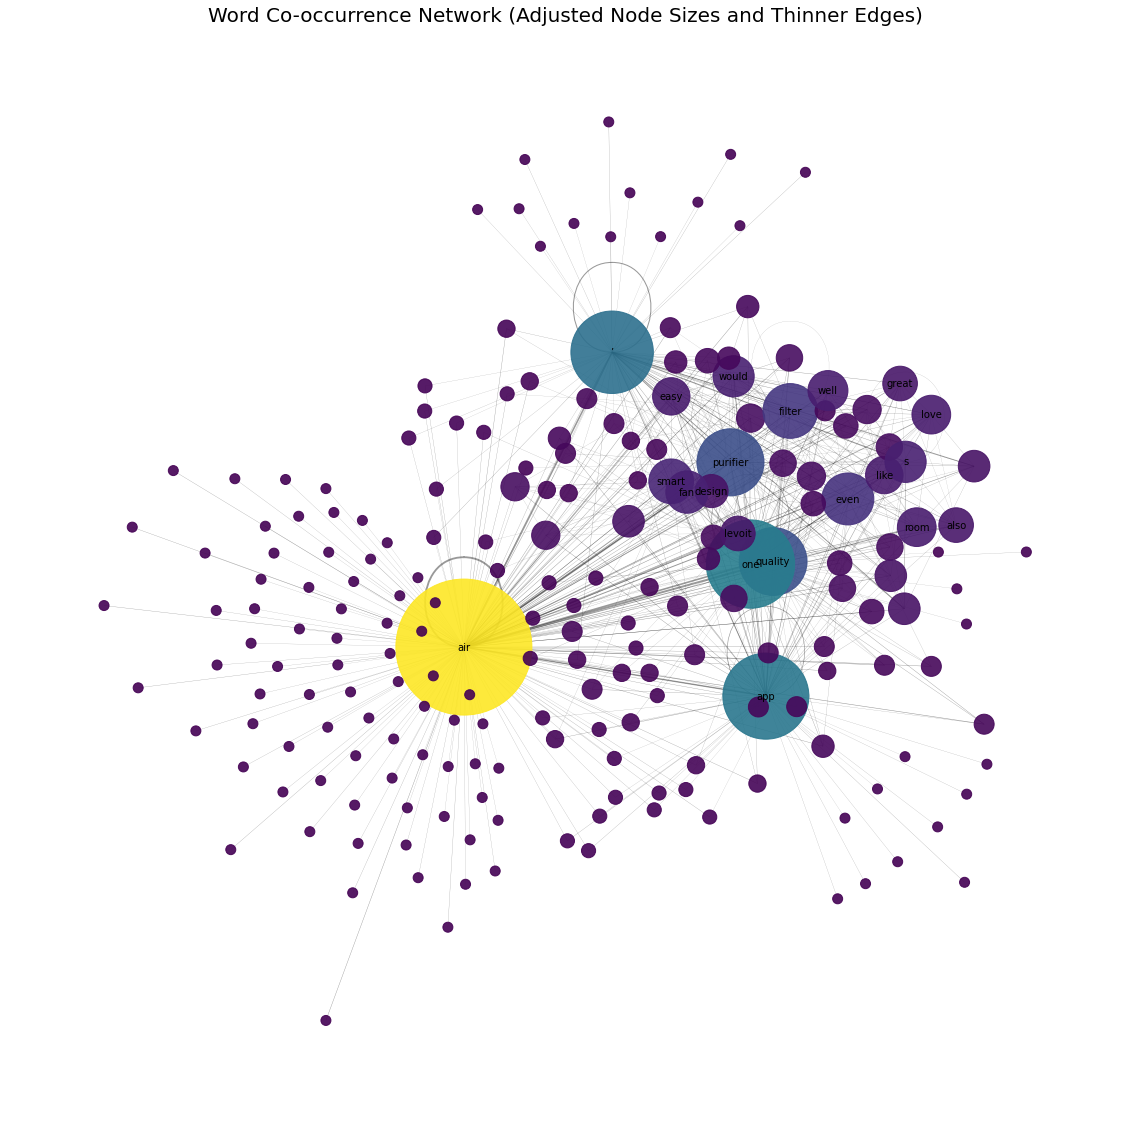 Word Co-occurrence Network (Adjusted Node Sizes and Thinner Edges)
would
great
well
easy
filter
love
purifier
s
like
smart
fan
design
even
room
also
levoit
one
quality
air
app